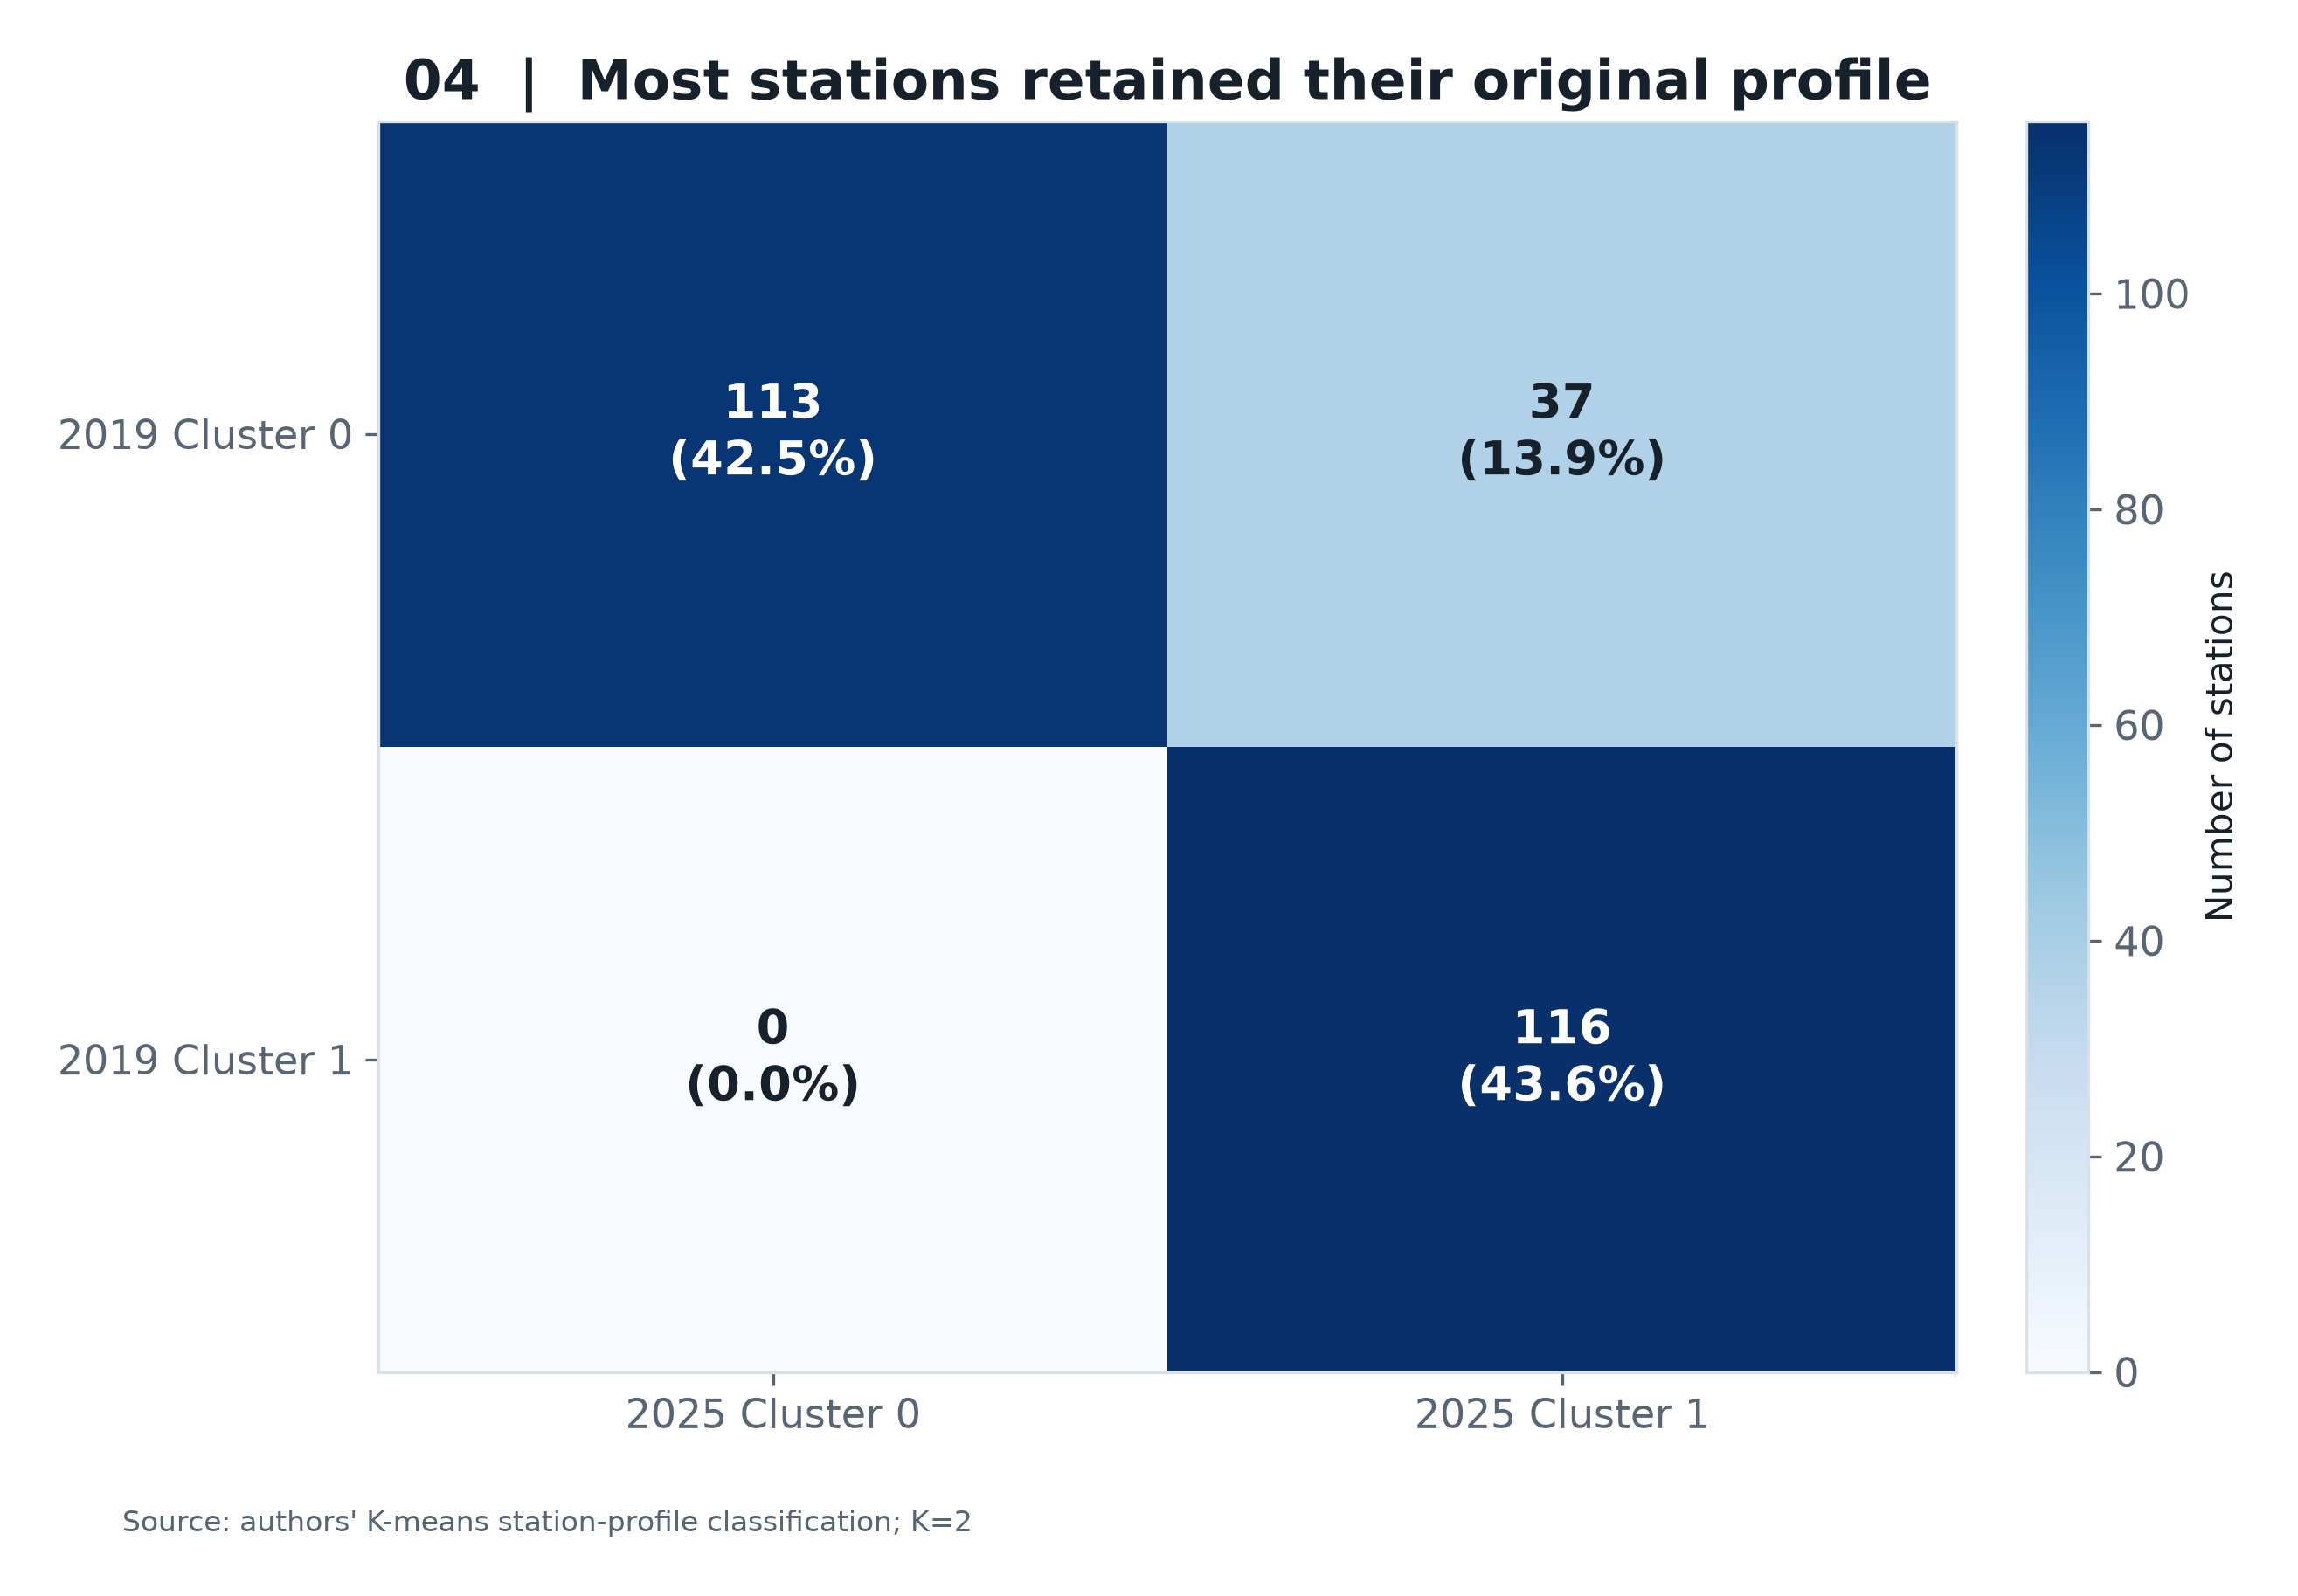 04 | Most stations retained their original profile
2019 Cluster 0
113
(42.5%)
37
(13.9%)
2019 Cluster 1
0
(0.0%)
116
(43.6%)
2025 Cluster 0
2025 Cluster 1
100
80
60
40
20
0
Number of stations
Source: authors' K-means station-profile classification; K=2